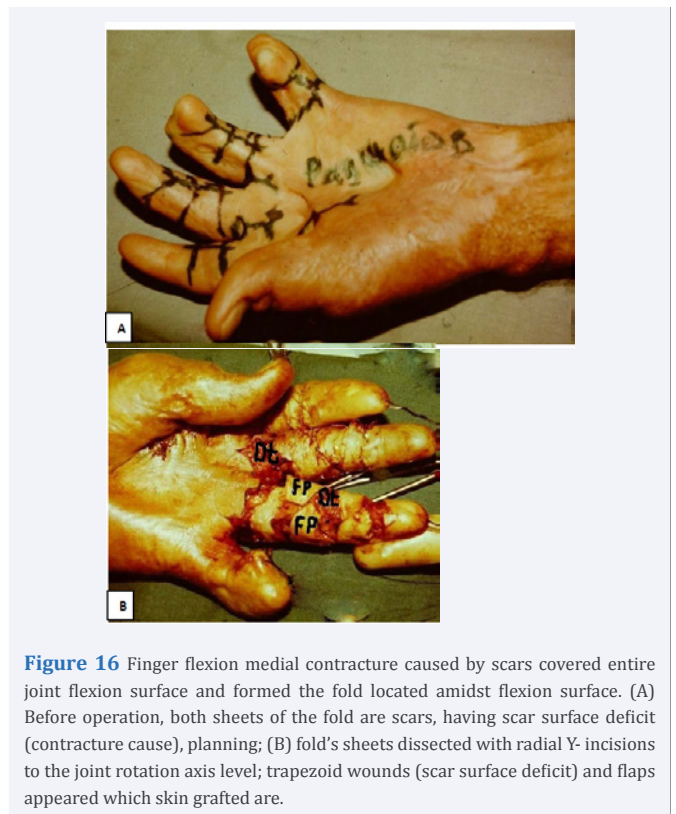 A
Dt
FP Dt
FP
B
Figure 16 Finger flexion medial contracture caused by scars covered entire
joint flexion surface and formed the fold located amidst flexion surface. (A)
Before operation, both sheets of the fold are scars, having scar surface deficit
(contracture cause), planning; (B) fold's sheets dissected with radial Y- incisions
to the joint rotation axis level; trapezoid wounds (scar surface deficit) and flaps
appeared which skin grafted are.